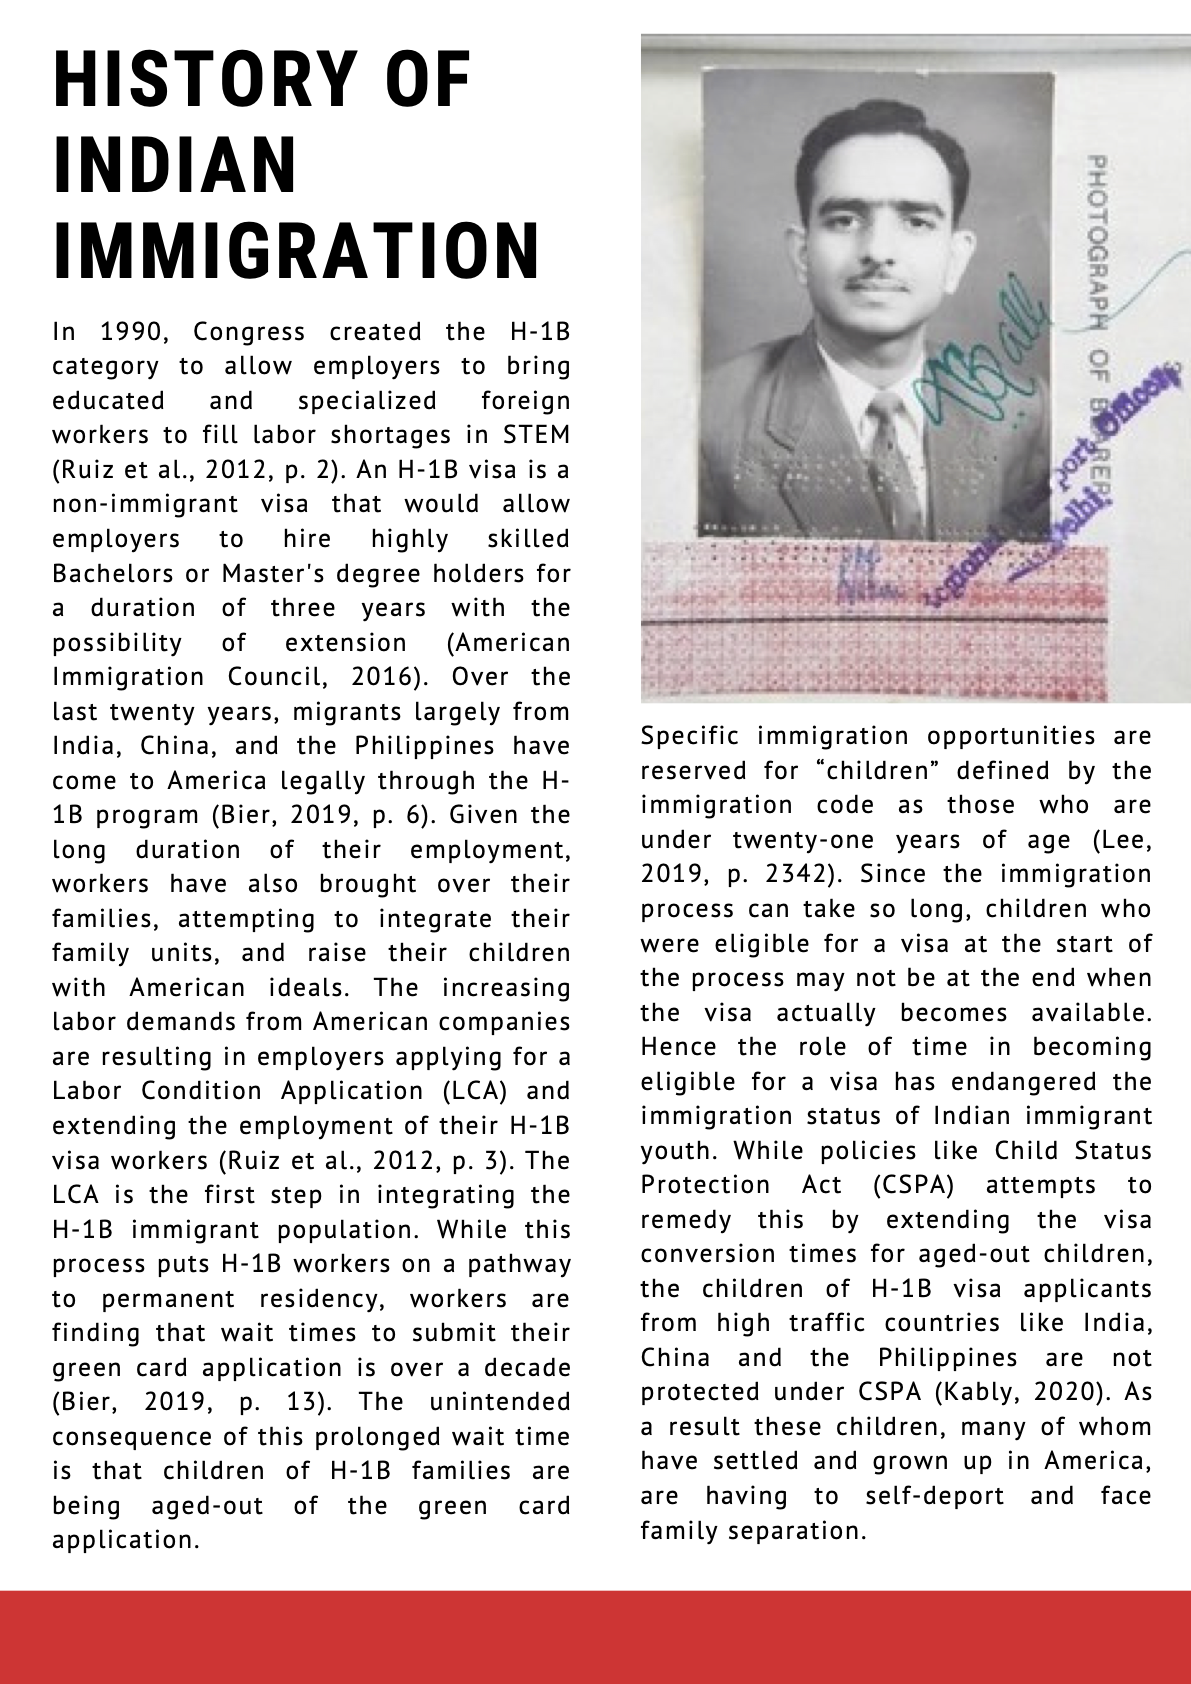 HISTORY OF
INDIAN
IMMIGRATION
In 1990, Congress created the H-1B
category to allow employers to bring
educated and specialized foreign
workers to fill labor shortages in STEM
(Ruiz et al., 2012, p. 2). An H-1B visa is a
non-immigrant visa that would allow
employers to hire highly skilled
Bachelors or Master's degree holders for
a duration of three years with the
possibility of extension (American
Immigration Council, 2016). Over the
last twenty years, migrants largely from
India, China, and the Philippines have
come to America legally through the H-
1B program (Bier, 2019, p. 6). Given the
long duration of their employment,
workers have also brought over their
families, attempting to integrate their
family units, and raise their children
with American ideals. The increasing
labor demands from American companies
are resulting in employers applying for a
Labor Condition Application (LCA) and
extending the employment of their H-1B
visa workers (Ruiz et al., 2012, p. 3). The
LCA is the first step in integrating the
H-1B immigrant population. While this
process puts H-1B workers on a pathway
to permanent residency, workers are
finding that wait times to submit their
green card application is over a decade
(Bier, 2019, p. 13). The unintended
consequence of this prolonged wait time
is that children of H-1B families are
being aged-out of the green card
application.
PHOTOGRAPH OF
Officer
Delhi.
Specific immigration opportunities are
reserved for “children” defined by the
immigration code as those who are
under twenty-one years of age (Lee,
2019, p. 2342). Since the immigration
process can take so long, children who
were eligible for a visa at the start of
the process may not be at the end when
the visa actually becomes available.
Hence the role of time in becoming
eligible for a visa has endangered the
immigration status of Indian immigrant
youth. While policies like Child Status
Protection Act (CSPA) attempts to
remedy this by extending the visa
conversion times for aged-out children,
the children of H-1B visa applicants
from high traffic countries like India,
China and the Philippines are not
protected under CSPA (Kably, 2020). As
a result these children, many of whom
have settled and grown up in America,
are having to self-deport and face
family separation.